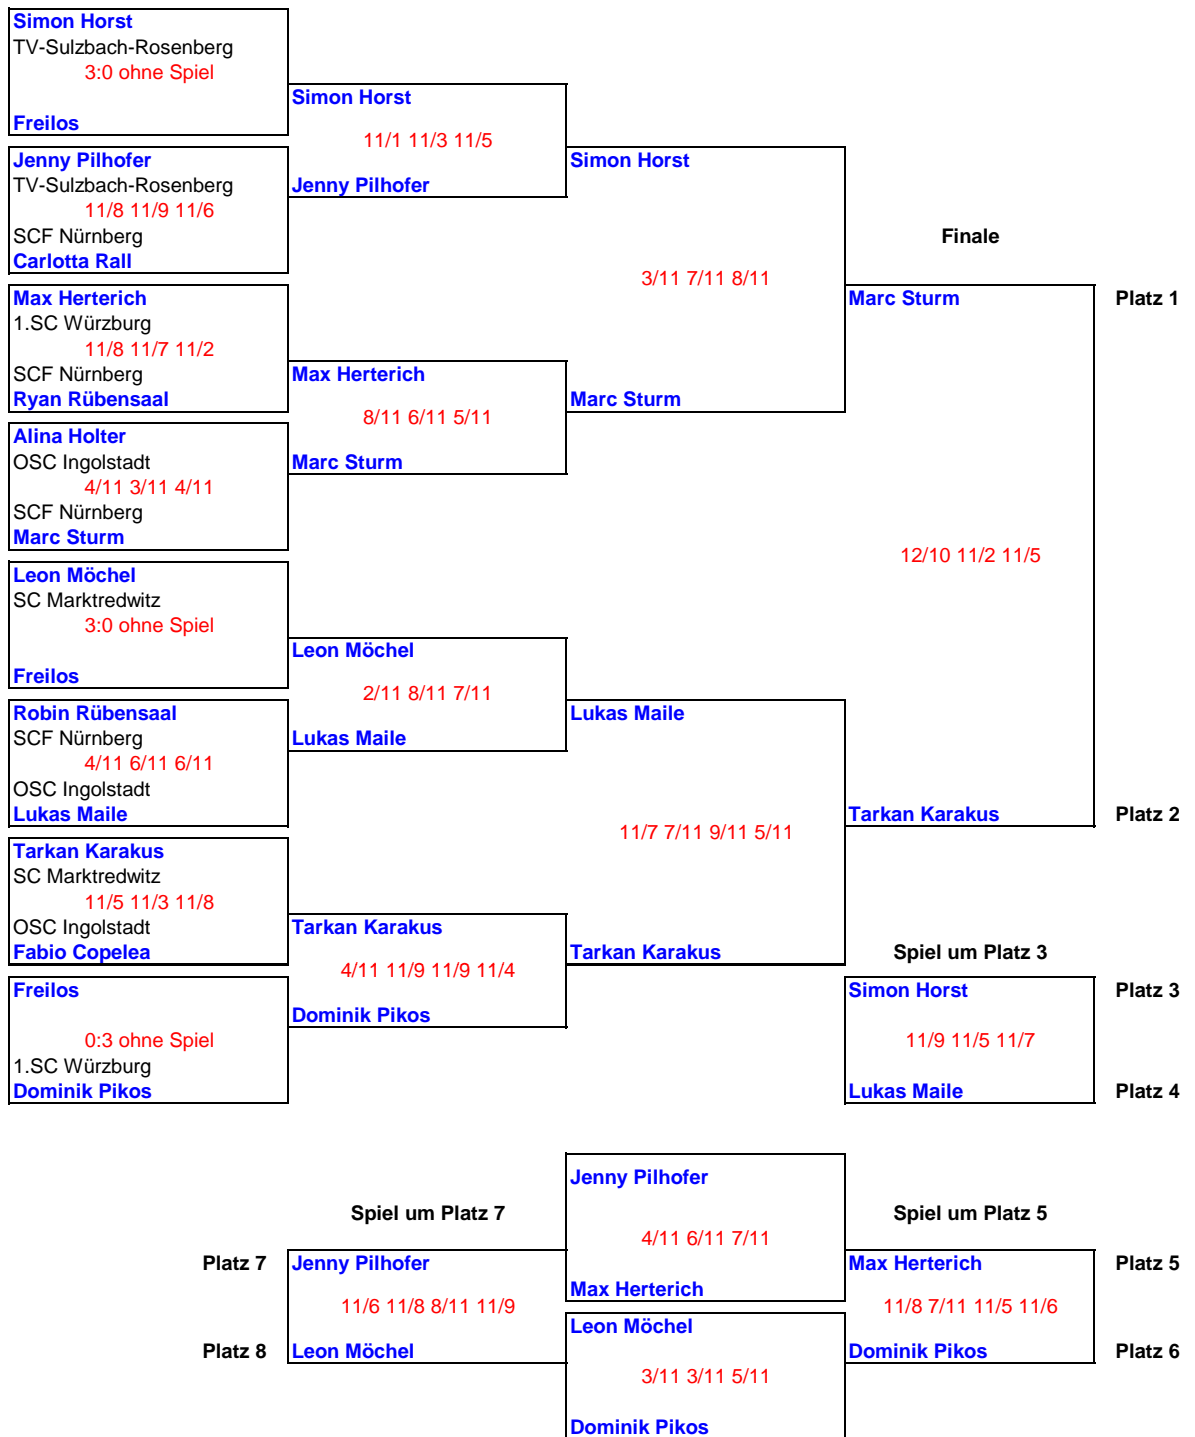 Simon Horst
TV-Sulzbach-Rosenberg
3:0 ohne Spiel
Freilos
Jenny Pilhofer
TV-Sulzbach-Rosenberg
11/8 11/9 11/6
SCF Nürnberg
Carlotta Rall
Max Herterich
1.SC Würzburg
11/8 11/7 11/2
SCF Nürnberg
Ryan Rübensaal
Alina Holter
OSC Ingolstadt
4/11 3/11 4/11
SCF Nürnberg
Marc Sturm
Leon Möchel
SC Marktredwitz
3:0 ohne Spiel
Freilos
Robin Rübensaal
SCF Nürnberg
4/11 6/11 6/11
OSC Ingolstadt
Lukas Maile
Tarkan Karakus
SC Marktredwitz
11/5 11/3 11/8
OSC Ingolstadt
Fabio Copelea
Freilos
0:3 ohne Spiel
1.SC Würzburg
Dominik Pikos
Simon Horst
11/1 11/3 11/5
Jenny Pilhofer
Max Herterich
8/11 6/11 5/11
Marc Sturm
Leon Möchel
2/11 8/11 7/11
Lukas Maile
Tarkan Karakus
4/11 11/9 11/9 11/4
Dominik Pikos
Simon Horst
3/11 7/11 8/11
Marc Sturm
Lukas Maile
11/7 7/11 9/11 5/11
Tarkan Karakus
Finale
Marc Sturm Platz 1
12/10 11/2 11/5
Tarkan Karakus Platz 2
Spiel um Platz 3
Simon Horst Platz 3
11/9 11/5 11/7
Lukas Maile Platz 4
Spiel um Platz 7
Platz 7 Jenny Pilhofer
11/6 11/8 8/11 11/9
Platz 8 Leon Möchel
Jenny Pilhofer
4/11 6/11 7/11
Max Herterich
Leon Möchel
3/11 3/11 5/11
Dominik Pikos
Spiel um Platz 5
Max Herterich Platz 5
11/8 7/11 11/5 11/6
Dominik Pikos Platz 6